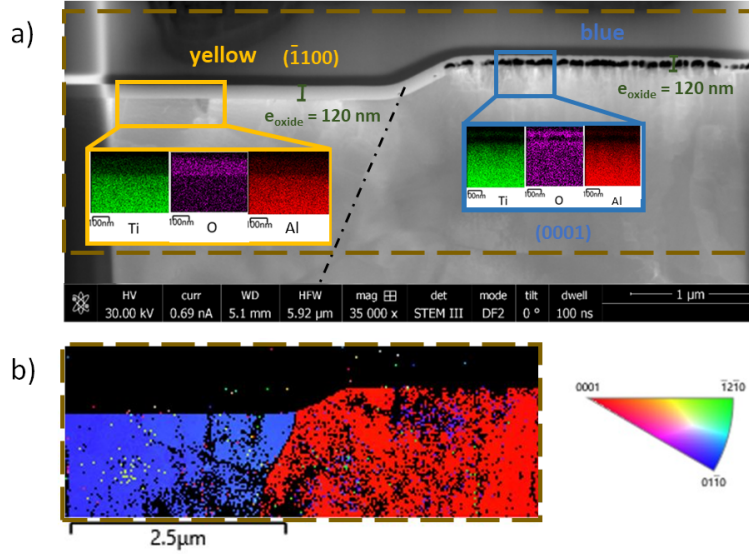 a)
yellow (1̄100)
blue
e_oxide = 120 nm
e_oxide = 120 nm
100nm Ti
100nm O
100nm Al
100nm Ti
100nm O
100nm Al
(0001)
HV curr WD HFW mag det mode tilt dwell
30.00 kV 0.69 nA 5.1 mm 5.92 µm 35 000 x STEM III DF2 0 ° 100 ns
1 µm
b)
0001
1̄21̄0
011̄0
2.5µm